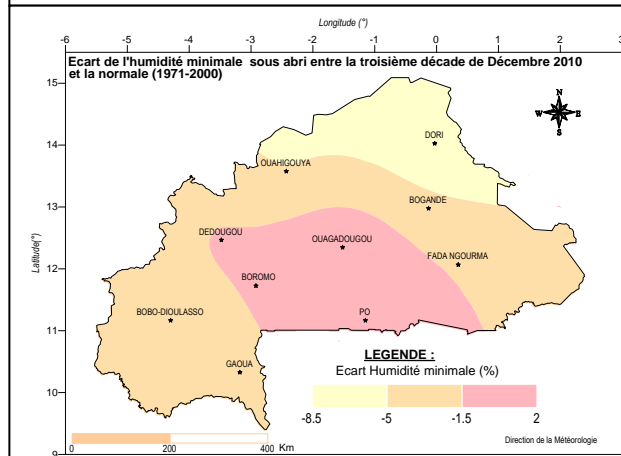 Longitude (°)
-6 -5 -4 -3 -2 -1 0 1 2 3
Ecart de l'humidité minimale sous abri entre la troisième décade de Décembre 2010
et la normale (1971-2000)
15
N
W E
S
14
DORI
OUAHIGOUYA
13
BOGANDE
DEDOUGOU
OUAGADOUGOU
Latitude(°)
FADA NGOURMA
12
BOROMO
BOBO-DIOULASSO
PO
11
LEGENDE :
GAOUA
Ecart Humidité minimale (%)
10
-8.5 -5 -1.5 2
0 200 400 Km
Direction de la Météorologie
9